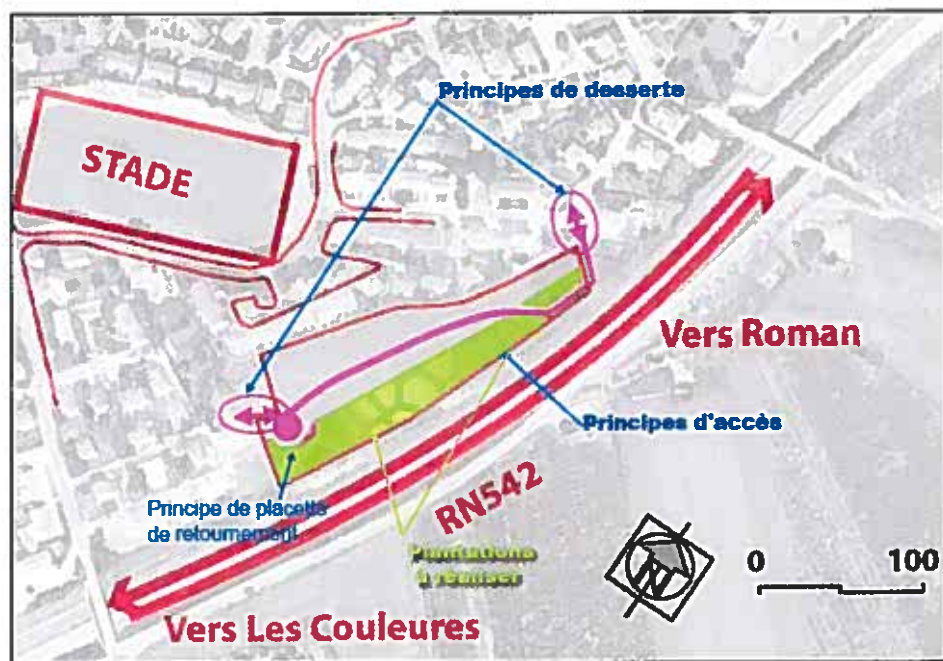 Principes de desserte
STADE
Vers Roman
Principes d'accès
RN542
Principe de placette
de retournement
Plantations
à réaliser
N
0 100
Vers Les Couleures